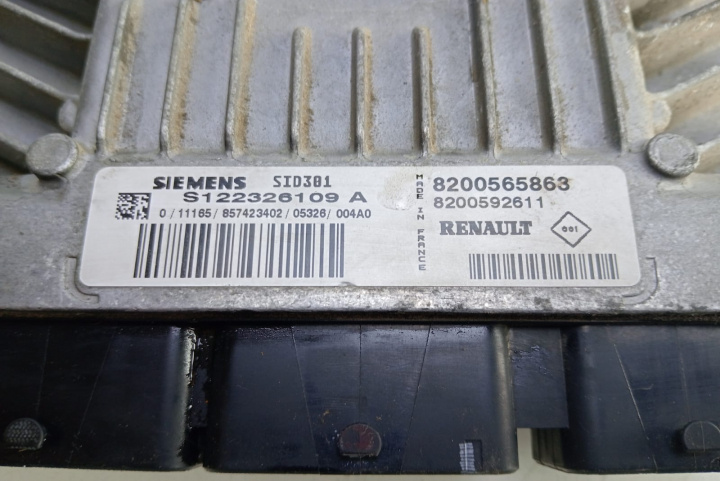 SIEMENS SID301
S122326109 A
0/11165/857423402/05326/004A0
MADE IN FRANCE
8200565863
8200592611
RENAULT 001